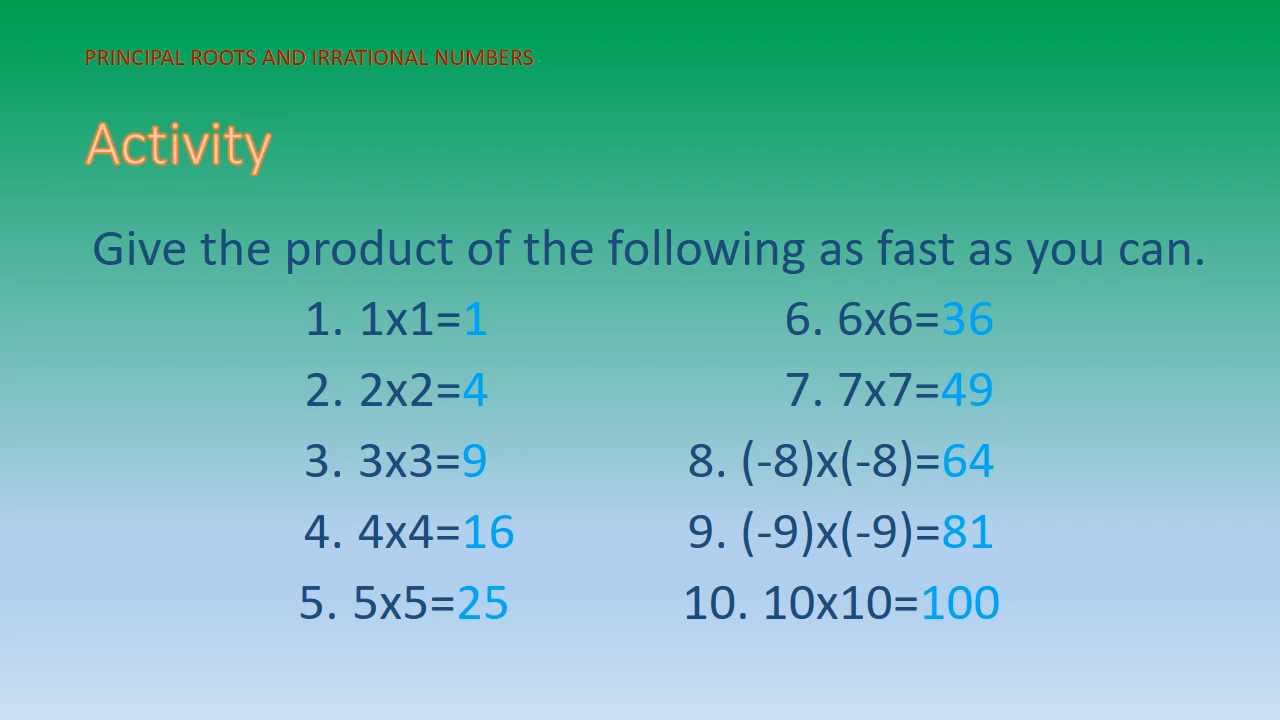 PRINCIPAL ROOTS AND IRRATIONAL NUMBERS
Activity
Give the product of the following as fast as you can.
1. 1x1=1
2. 2x2=4
3. 3x3=9
4. 4x4=16
5. 5x5=25
6. 6x6=36
7. 7x7=49
8. (-8)x(-8)=64
9. (-9)x(-9)=81
10. 10x10=100